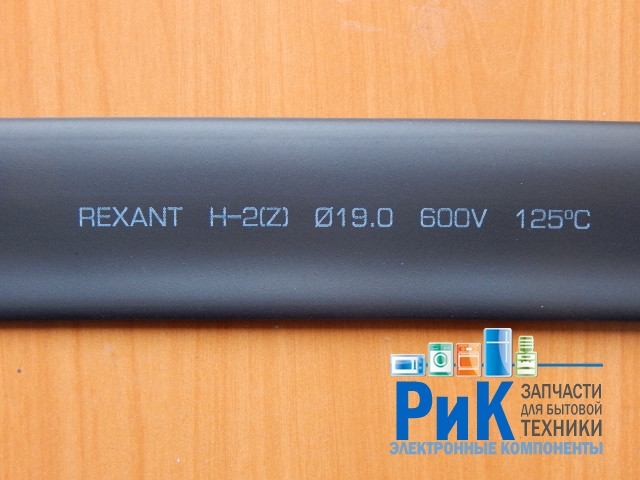 REXANT H-2(Z) Ø19.0 600V 125ºC
РиК ЗАПЧАСТИ
ДЛЯ БЫТОВОЙ
ТЕХНИКИ
ЭЛЕКТРОННЫЕ КОМПОНЕНТЫ